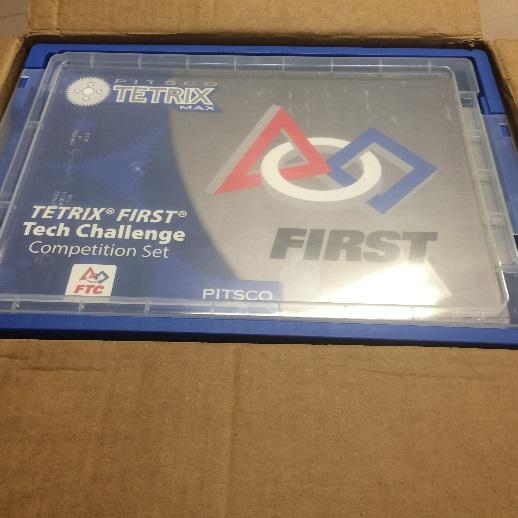 PITSCO
TETRIX
MAX
TETRIX® FIRST®
Tech Challenge
Competition Set
FTC
FIRST®
PITSCO